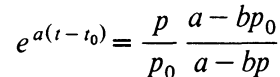 e^{a(t - t_0)} = \frac{p}{p_0} \frac{a - bp_0}{a - bp}